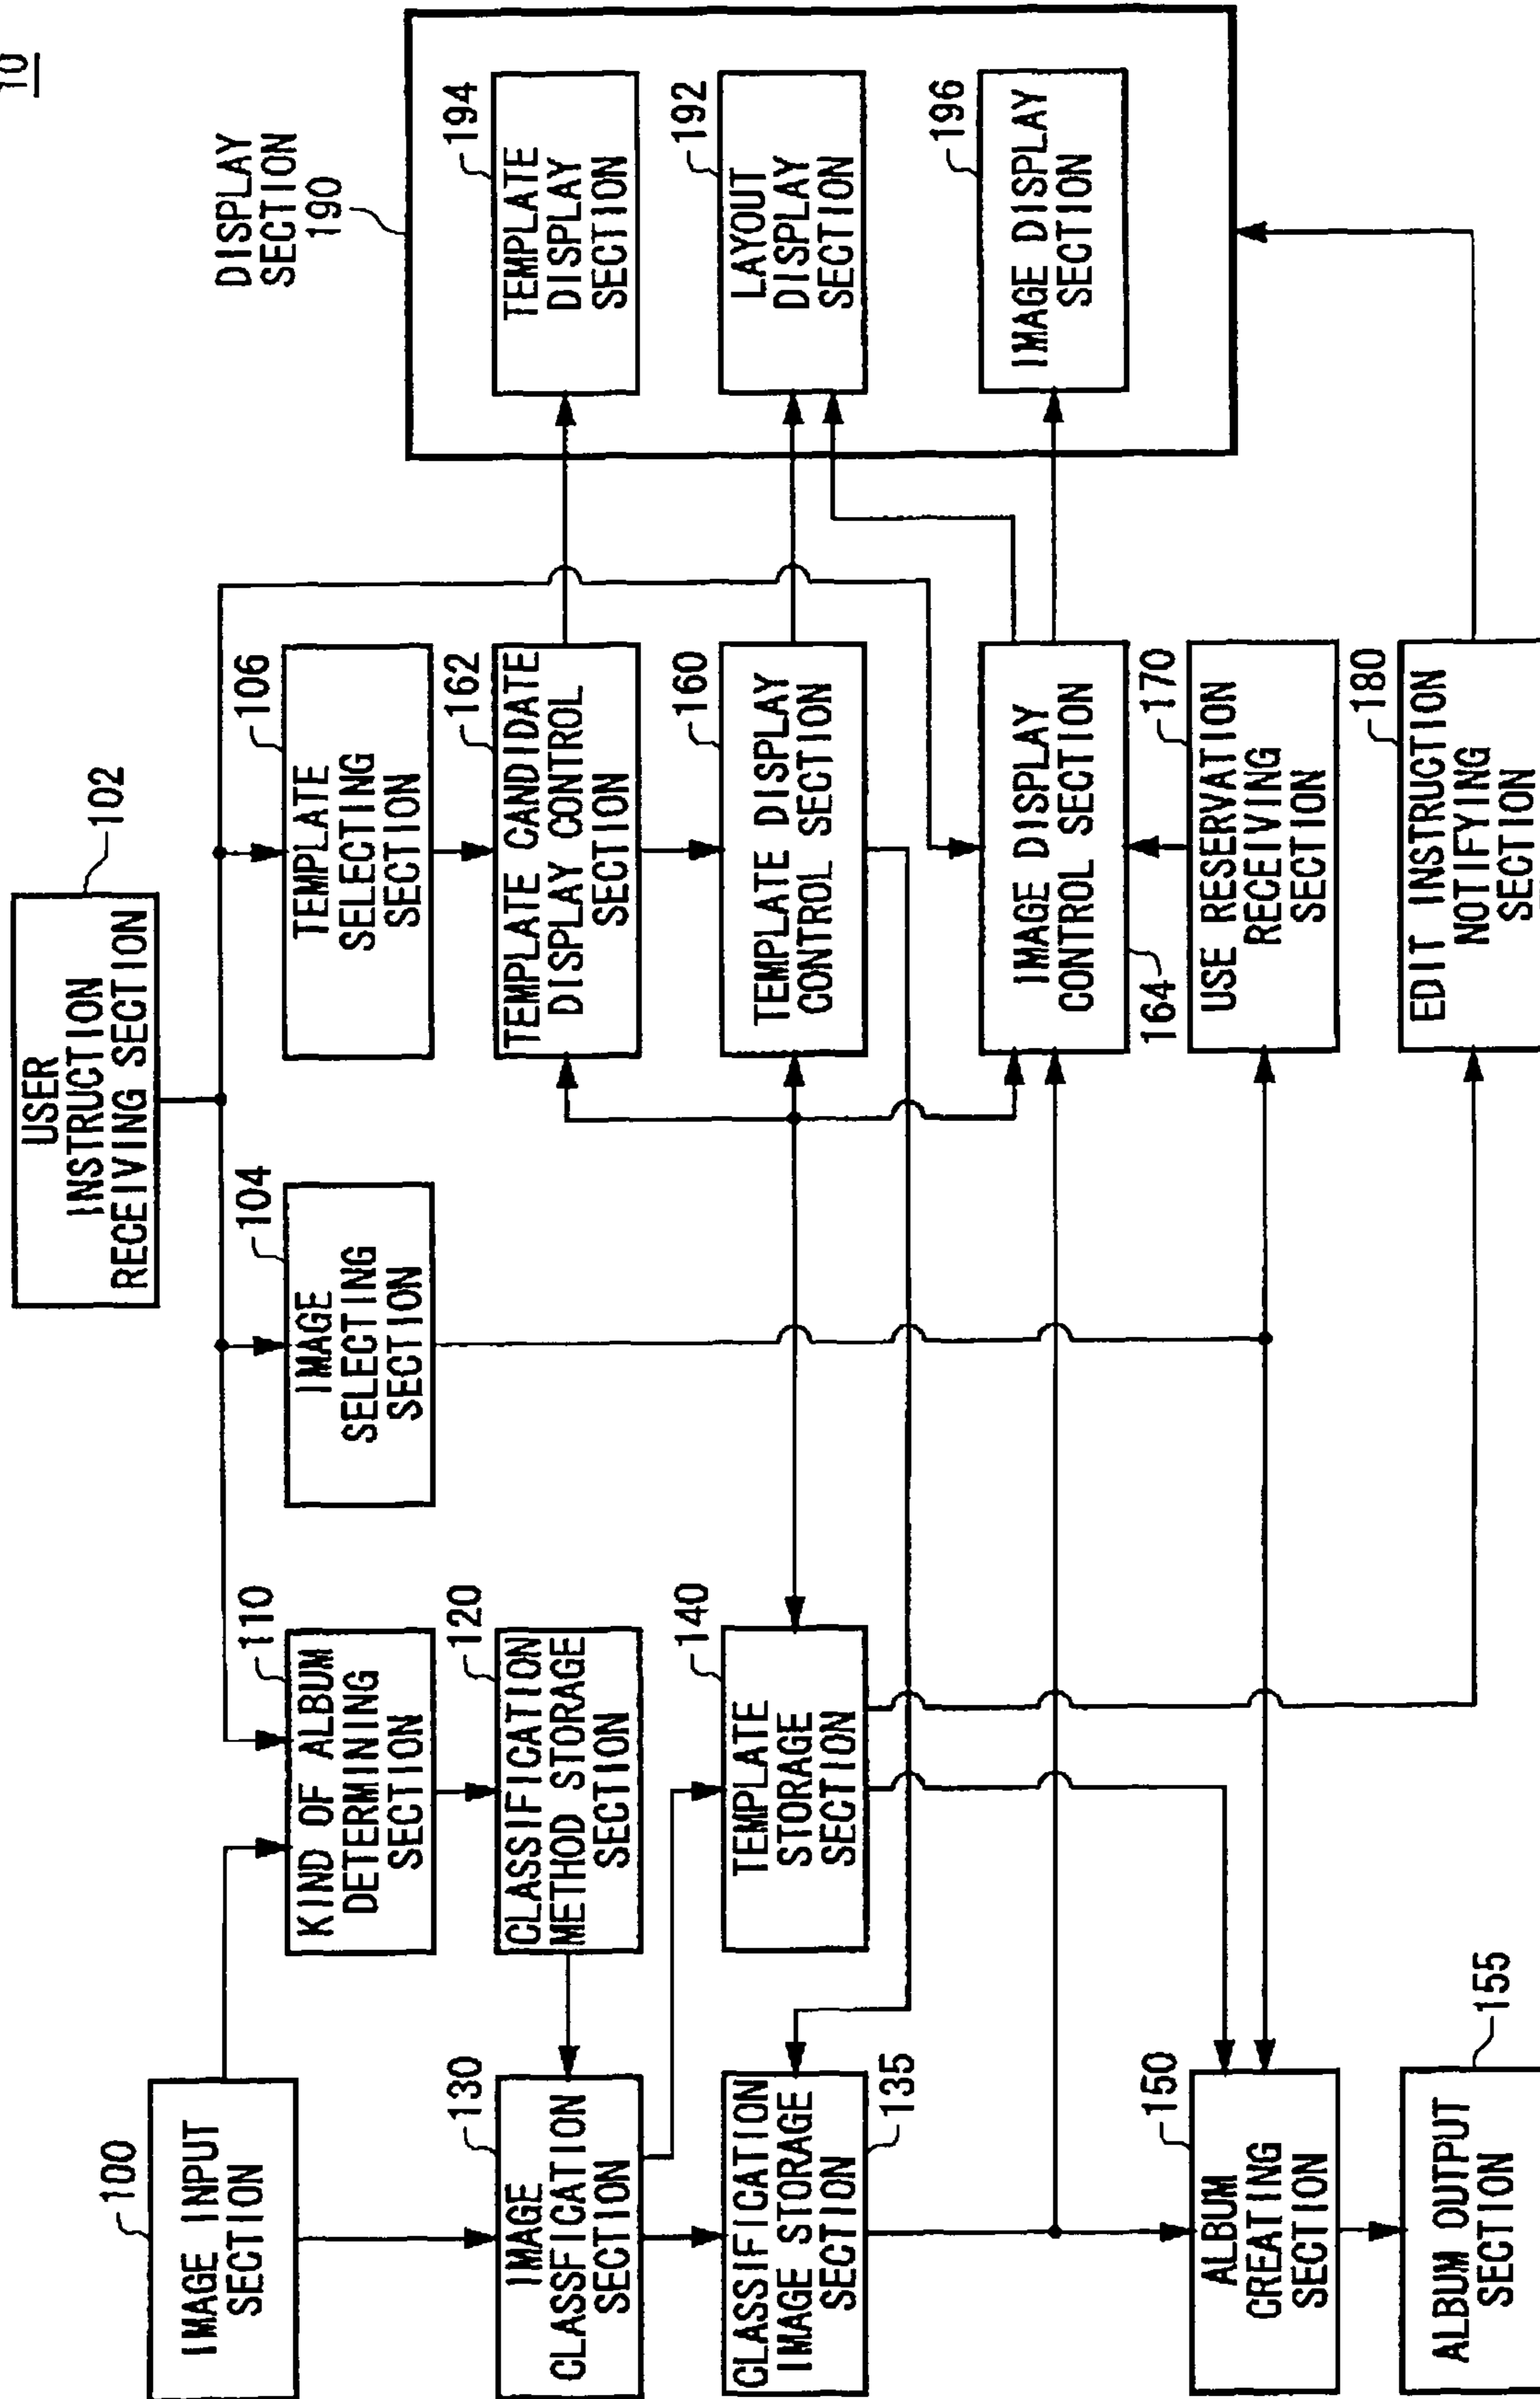 10
USER
INSTRUCTION
RECEIVING SECTION
102
100
IMAGE INPUT
SECTION
110
KIND OF ALBUM
DETERMINING
SECTION
104
IMAGE
SELECTING
SECTION
106
TEMPLATE
SELECTING
SECTION
DISPLAY
SECTION
190
130
IMAGE
CLASSFICATION
SECTION
120
CLASSIFICATION
METHOD STORAGE
SECTION
162
TEMPLATE CANDIDATE
DISPLAY CONTROL
SECTION
194
TEMPLATE
DISPLAY
SECTION
CLASSIFICATION
IMAGE STORAGE
SECTION
135
140
TEMPLATE
STORAGE
SECTION
160
TEMPLATE DISPLAY
CONTROL SECTION
192
LAYOUT
DISPLAY
SECTION
IMAGE DISPLAY
CONTROL SECTION
164
196
IMAGE DISPLAY
SECTION
150
ALBUM
CREATING
SECTION
170
USE RESERVATION
RECEIVING
SECTION
155
ALBUM OUTPUT
SECTION
180
EDIT INSTRUCTION
NOTIFYING
SECTION